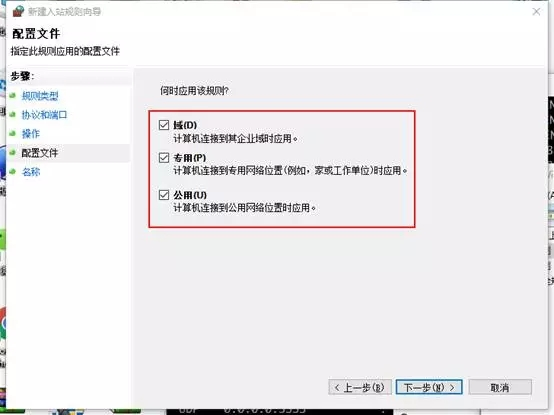 新建入站规则向导
配置文件
指定此规则应用的配置文件
步骤:
规则类型
协议和端口
操作
配置文件
名称
何时应用该规则?
域(D)
计算机连接到其企业域时应用。
专用(P)
计算机连接到专用网络位置(例如，家或工作单位)时应用。
公用(U)
计算机连接到公用网络位置时应用。
< 上一步(B)
下一步(N) >
取消